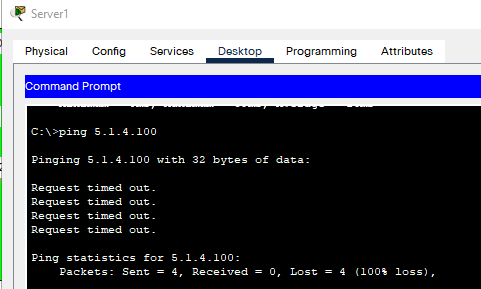 Server1
Physical Config Services Desktop Programming Attributes
Command Prompt
C:\>ping 5.1.4.100
Pinging 5.1.4.100 with 32 bytes of data:
Request timed out.
Request timed out.
Request timed out.
Request timed out.
Ping statistics for 5.1.4.100:
Packets: Sent = 4, Received = 0, Lost = 4 (100% loss),